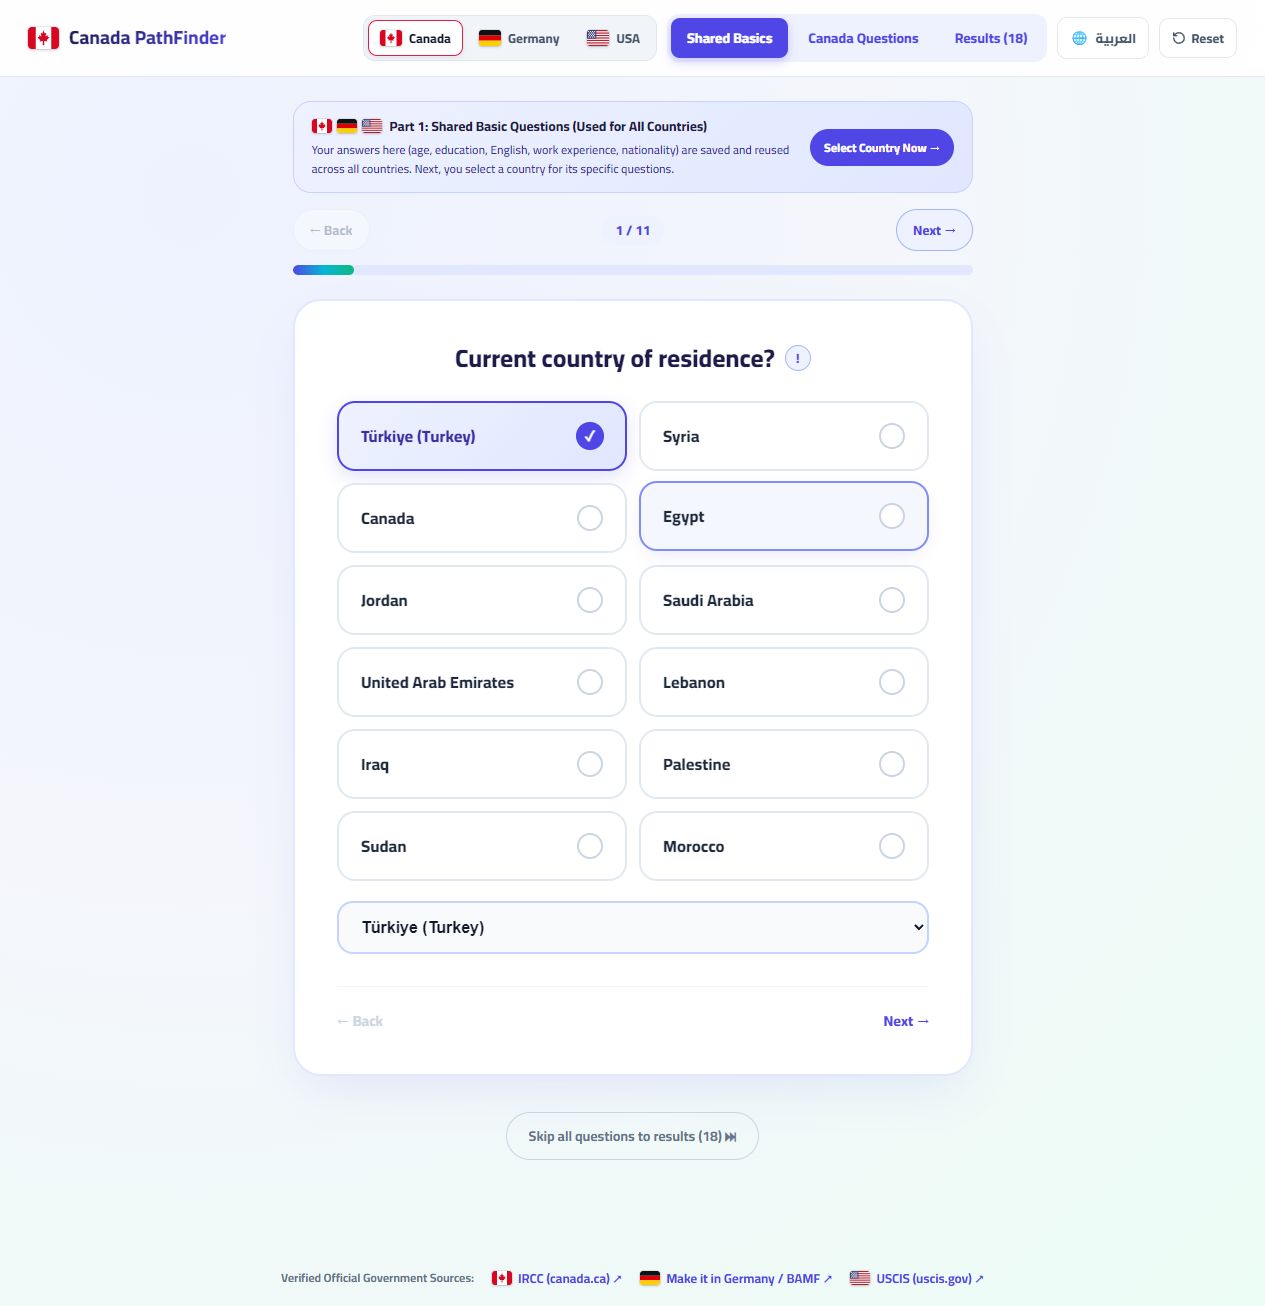 Canada PathFinder
Canada
Germany
USA
Shared Basics
Canada Questions
Results (18)
العربية
Reset
Part 1: Shared Basic Questions (Used for All Countries)
Your answers here (age, education, English, work experience, nationality) are saved and reused
across all countries. Next, you select a country for its specific questions.
Select Country Now →
← Back
1 / 11
Next →
Current country of residence?
!
Türkiye (Turkey)
✓
Syria
Canada
Egypt
Jordan
Saudi Arabia
United Arab Emirates
Lebanon
Iraq
Palestine
Sudan
Morocco
Türkiye (Turkey)
← Back
Next →
Skip all questions to results (18) ⏭
Verified Official Government Sources:
IRCC (canada.ca) ↗
Make it in Germany / BAMF ↗
USCIS (uscis.gov) ↗